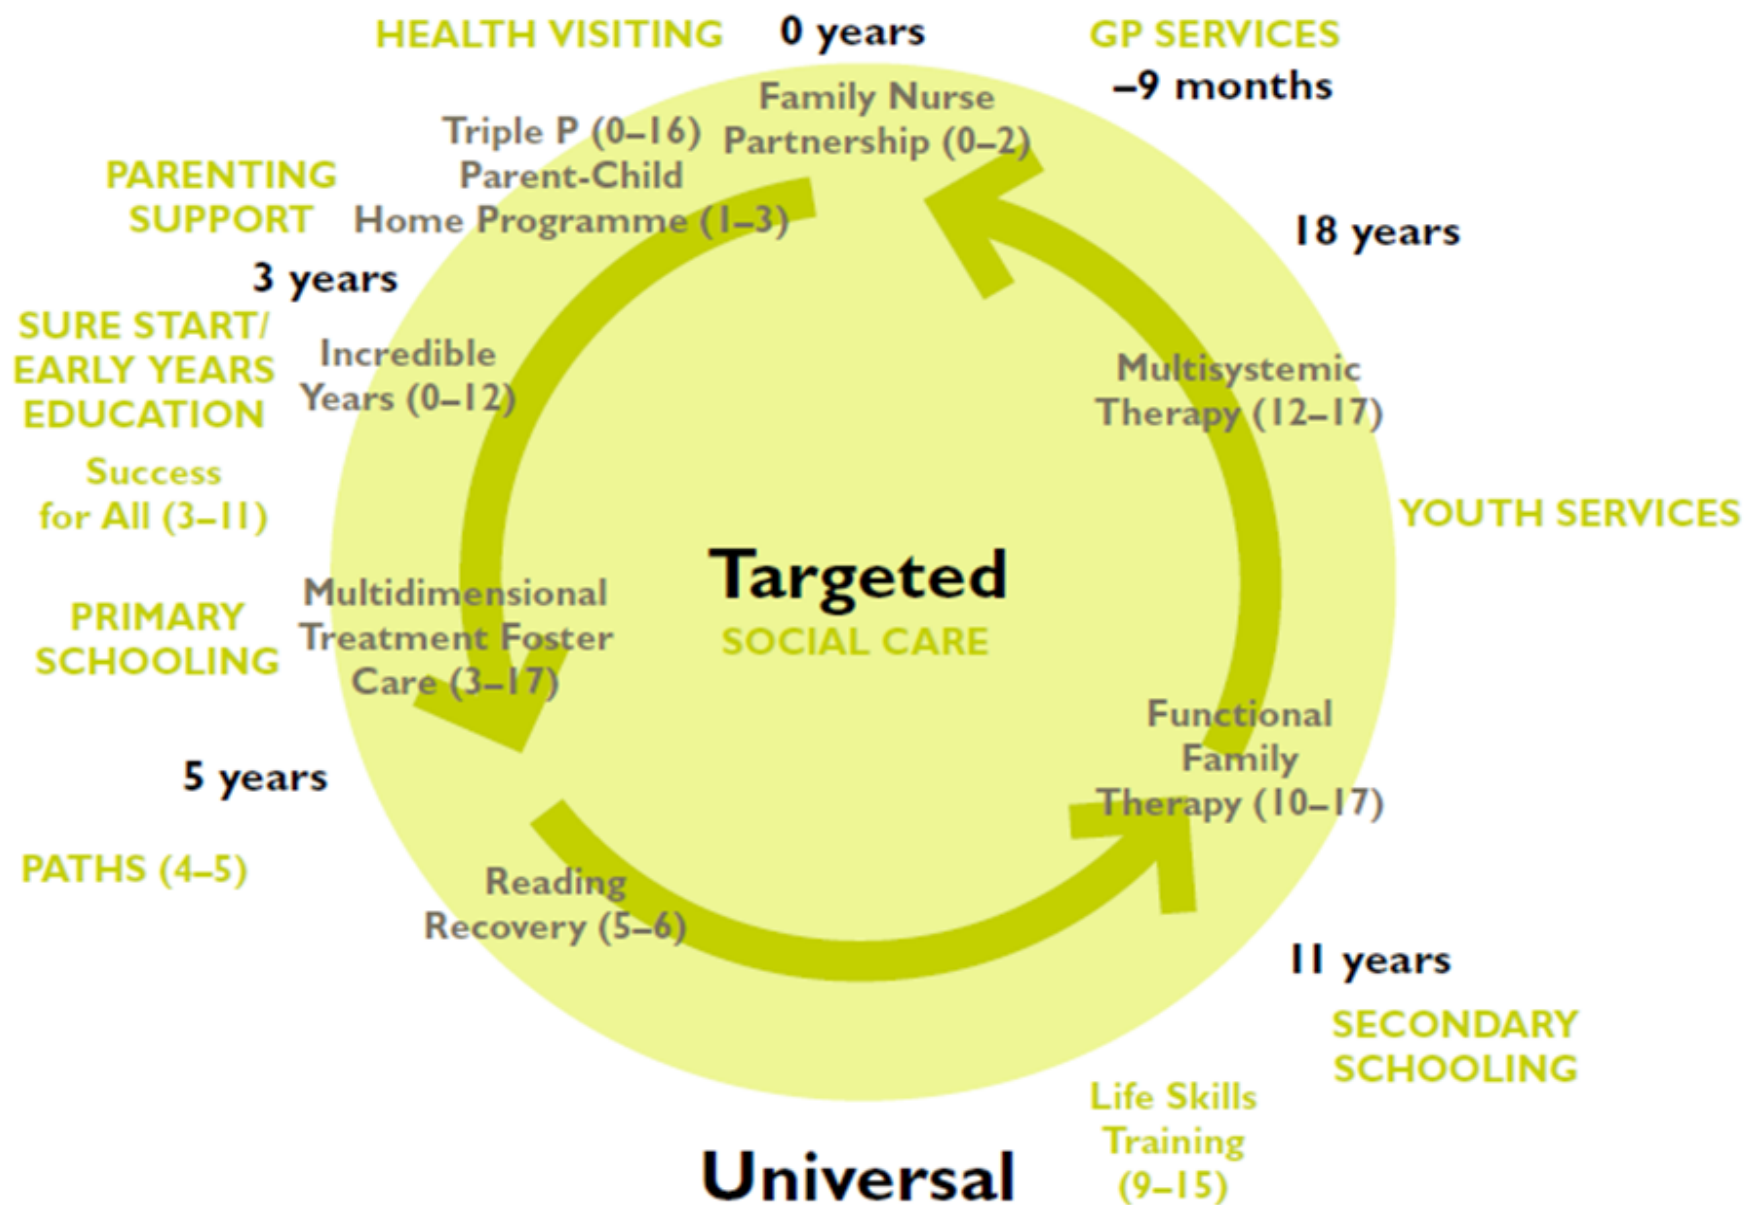 HEALTH VISITING
0 years
GP SERVICES
–9 months
Family Nurse
Partnership (0–2)
Triple P (0–16)
Parent-Child
Home Programme (1–3)
PARENTING
SUPPORT
18 years
3 years
SURE START/
EARLY YEARS
EDUCATION
Incredible
Years (0–12)
Multisystemic
Therapy (12–17)
Success
for All (3–11)
YOUTH SERVICES
Targeted
SOCIAL CARE
PRIMARY
SCHOOLING
Multidimensional
Treatment Foster
Care (3–17)
Functional
Family
Therapy (10–17)
5 years
PATHS (4–5)
Reading
Recovery (5–6)
11 years
SECONDARY
SCHOOLING
Life Skills
Training
(9–15)
Universal